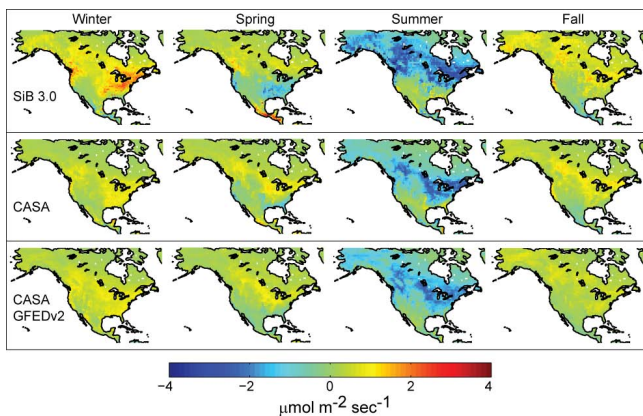 Winter Spring Summer Fall
SiB 3.0
CASA
CASA
GFEDv2
−4 −2 0 2 4
μmol m⁻² sec⁻¹